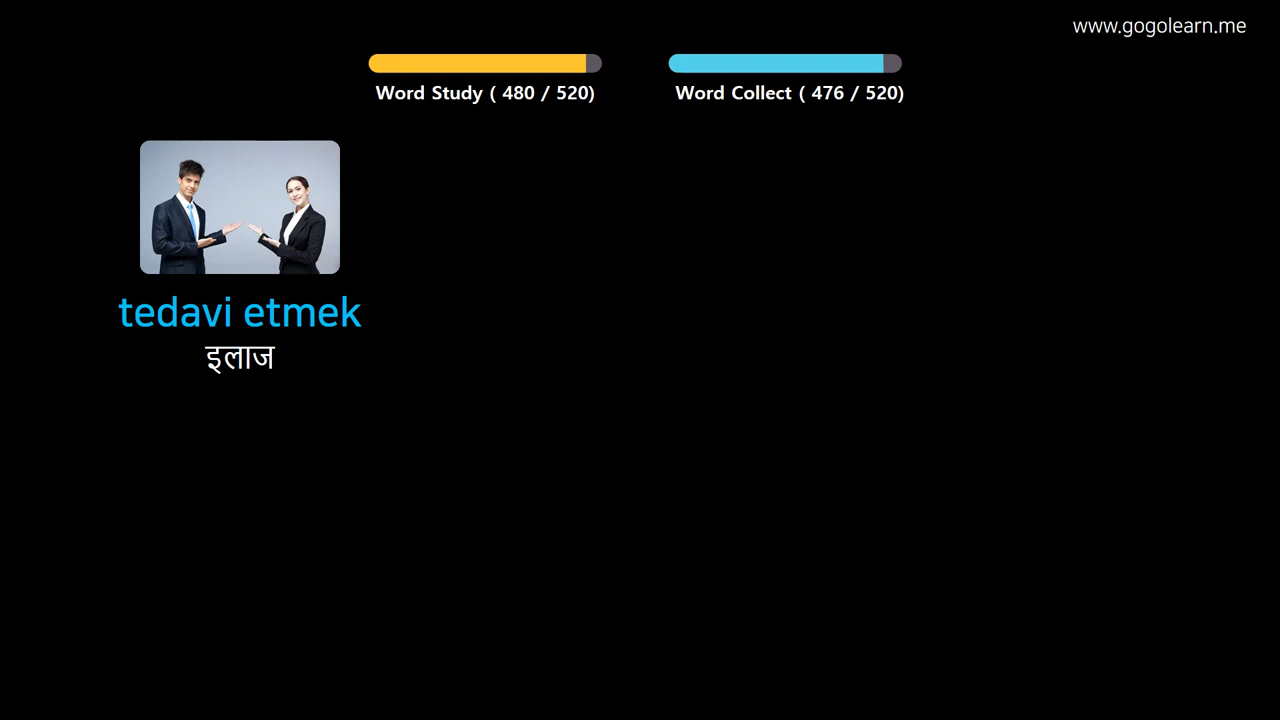 www.gogolearn.me
Word Study ( 480 / 520)
Word Collect ( 476 / 520)
tedavi etmek
इलाज